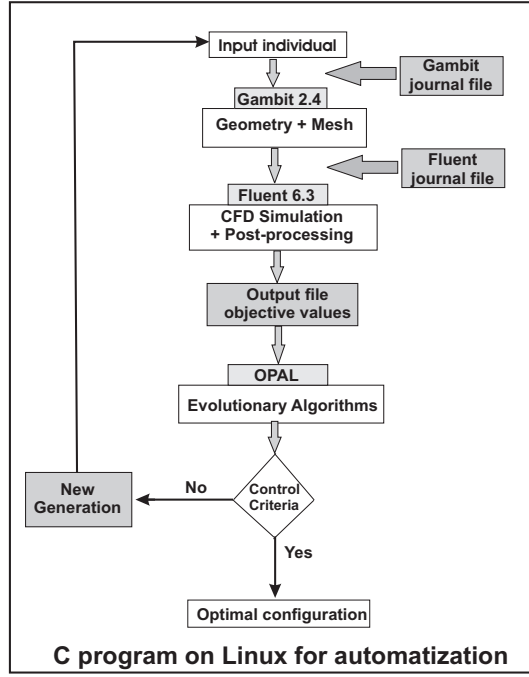 Input individual
Gambit
journal file
Gambit 2.4
Geometry + Mesh
Fluent
journal file
Fluent 6.3
CFD Simulation
+ Post-processing
Output file
objective values
OPAL
Evolutionary Algorithms
New
Generation
No
Control
Criteria
Yes
Optimal configuration
C program on Linux for automatization